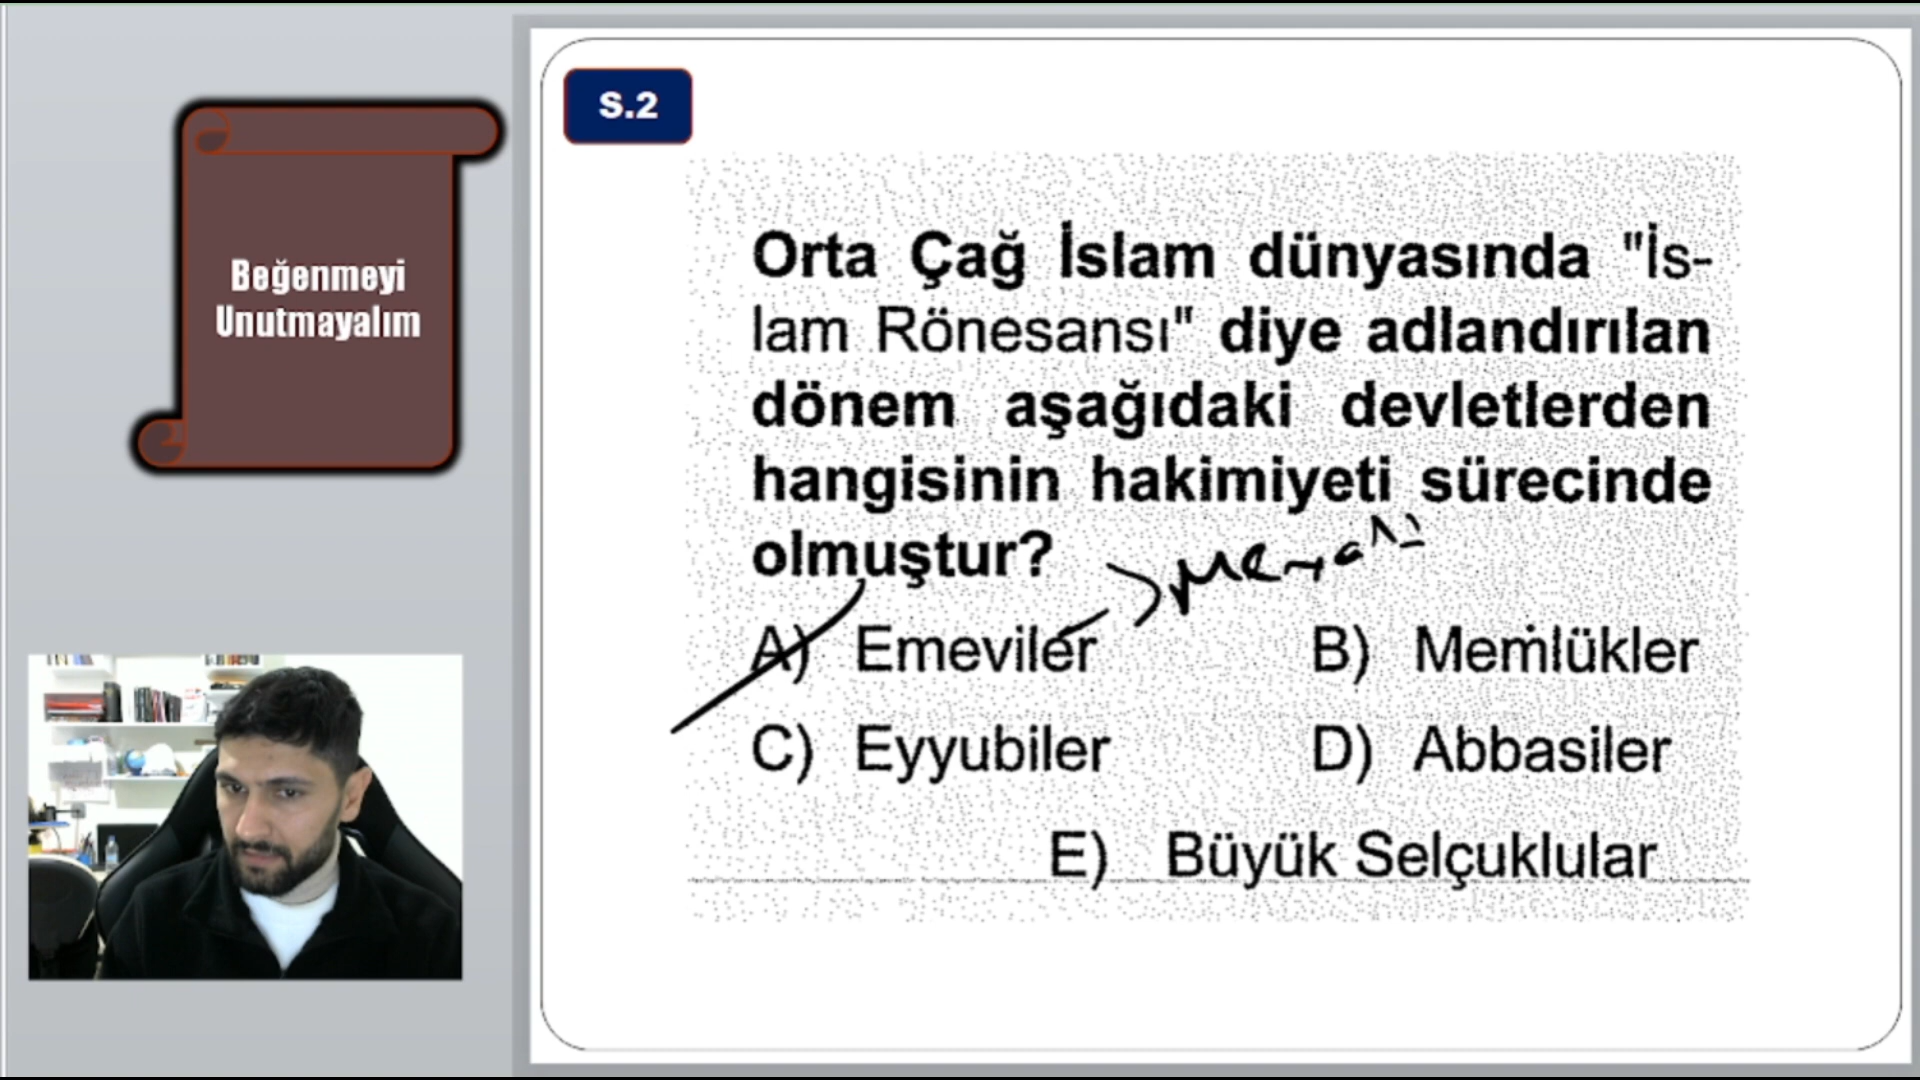 Beğenmeyi
Unutmayalım
S.2
Orta Çağ İslam dünyasında "İs-
lam Rönesansı" diye adlandırılan
dönem aşağıdaki devletlerden
hangisinin hakimiyeti sürecinde
olmuştur?
A) Emeviler
B) Memlükler
C) Eyyubiler
D) Abbasiler
E) Büyük Selçuklular